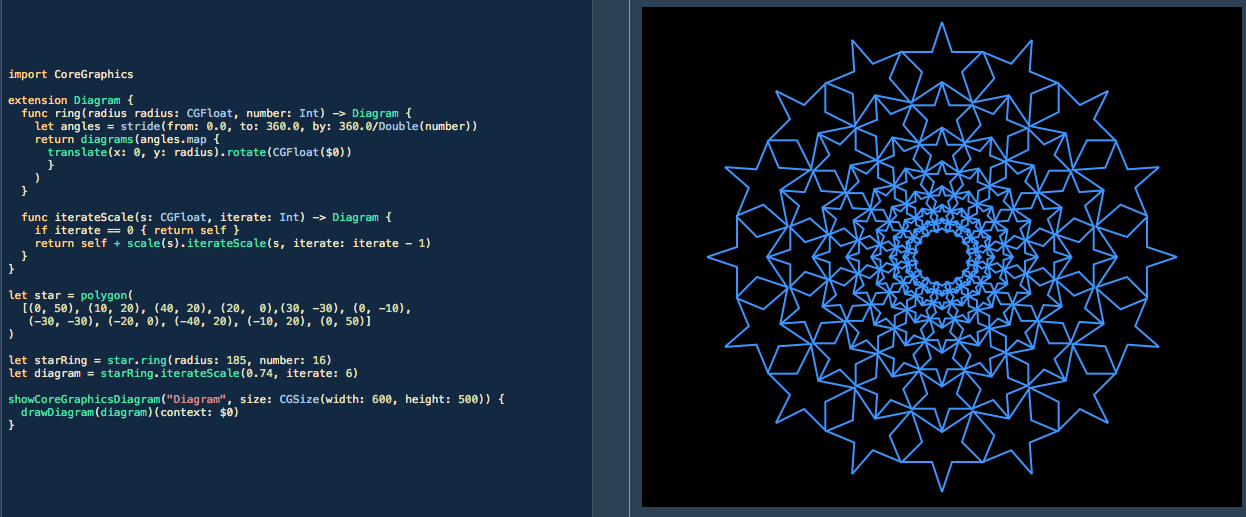 import CoreGraphics
extension Diagram {
func ring(radius radius: CGFloat, number: Int) -> Diagram {
let angles = stride(from: 0.0, to: 360.0, by: 360.0/Double(number))
return diagrams(angles.map {
translate(x: 0, y: radius).rotate(CGFloat($0))
}
)
}
func iterateScale(s: CGFloat, iterate: Int) -> Diagram {
if iterate == 0 { return self }
return self + scale(s).iterateScale(s, iterate: iterate - 1)
}
}
let star = polygon(
[(0, 50), (10, 20), (40, 20), (20,  0),(30, -30), (0, -10),
(-30, -30), (-20, 0), (-40, 20), (-10, 20), (0, 50)]
)
let starRing = star.ring(radius: 185, number: 16)
let diagram = starRing.iterateScale(0.74, iterate: 6)
showCoreGraphicsDiagram("Diagram", size: CGSize(width: 600, height: 500)) {
drawDiagram(diagram)(context: $0)
}